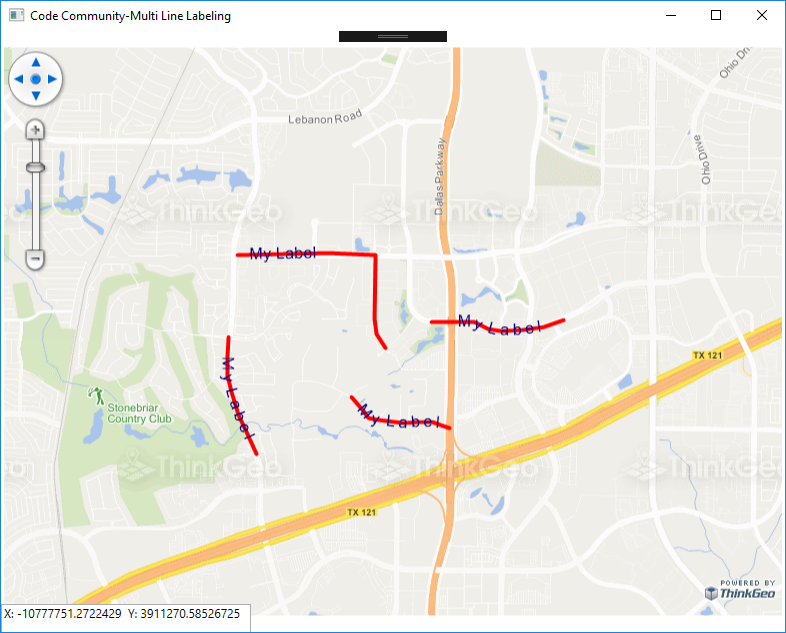 Code Community-Multi Line Labeling
Ohio Drive
Lebanon Road
Ohio Drive
Dallas Parkway
ThinkGeo
ThinkGeo
ThinkGeo
My Label
My Label
TX 121
My Label
My Label
Stonebriar
Country Club
ThinkGeo
ThinkGeo
ThinkGeo
TX 121
POWERED BY
ThinkGeo
X: -10777751.2722429 Y: 3911270.58526725